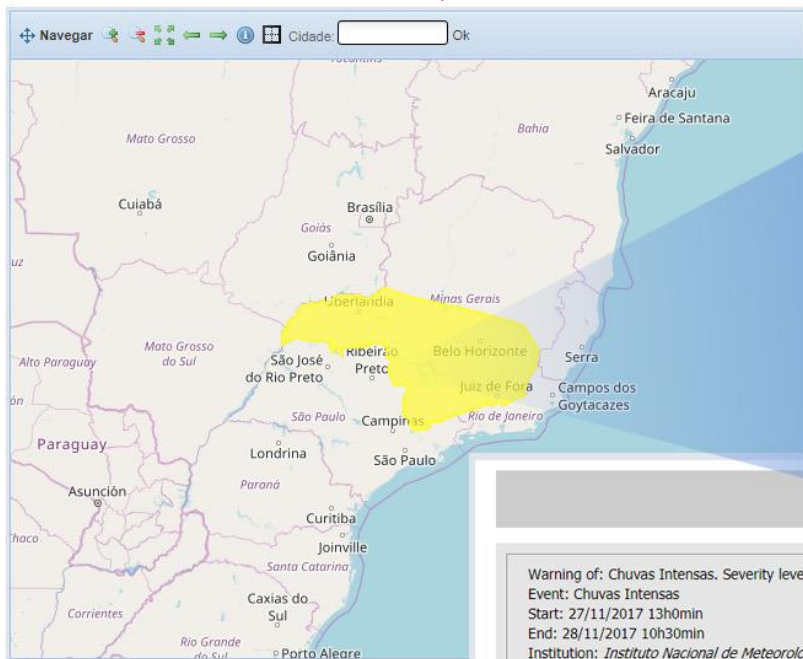 Navegar Cidade: Ok
Aracaju
Feira de Santana
Mato Grosso
Bahia
Salvador
Cuiabá
Brasília
Goiás
Goiânia
Uberlandia
Minas Gerais
Mato Grosso
do Sul
Alto Paraguay
São José
do Rio Preto
Ribeirão
Preto
Belo Horizonte
Serra
Juiz de Fora
Campos dos
Goytacazes
São Paulo
Campinas
Rio de Janeiro
Paraguay
Londrina
São Paulo
Asunción
Paraná
Curitiba
Joinville
Santa Catarina
Caxias do
Sul
Corrientes
Rio Grande
do Sul
Porto Alegre
Warning of: Chuvas Intensas. Severity leve
Event: Chuvas Intensas
Start: 27/11/2017 13h0min
End: 28/11/2017 10h30min
Institution: Instituto Nacional de Meteorolo